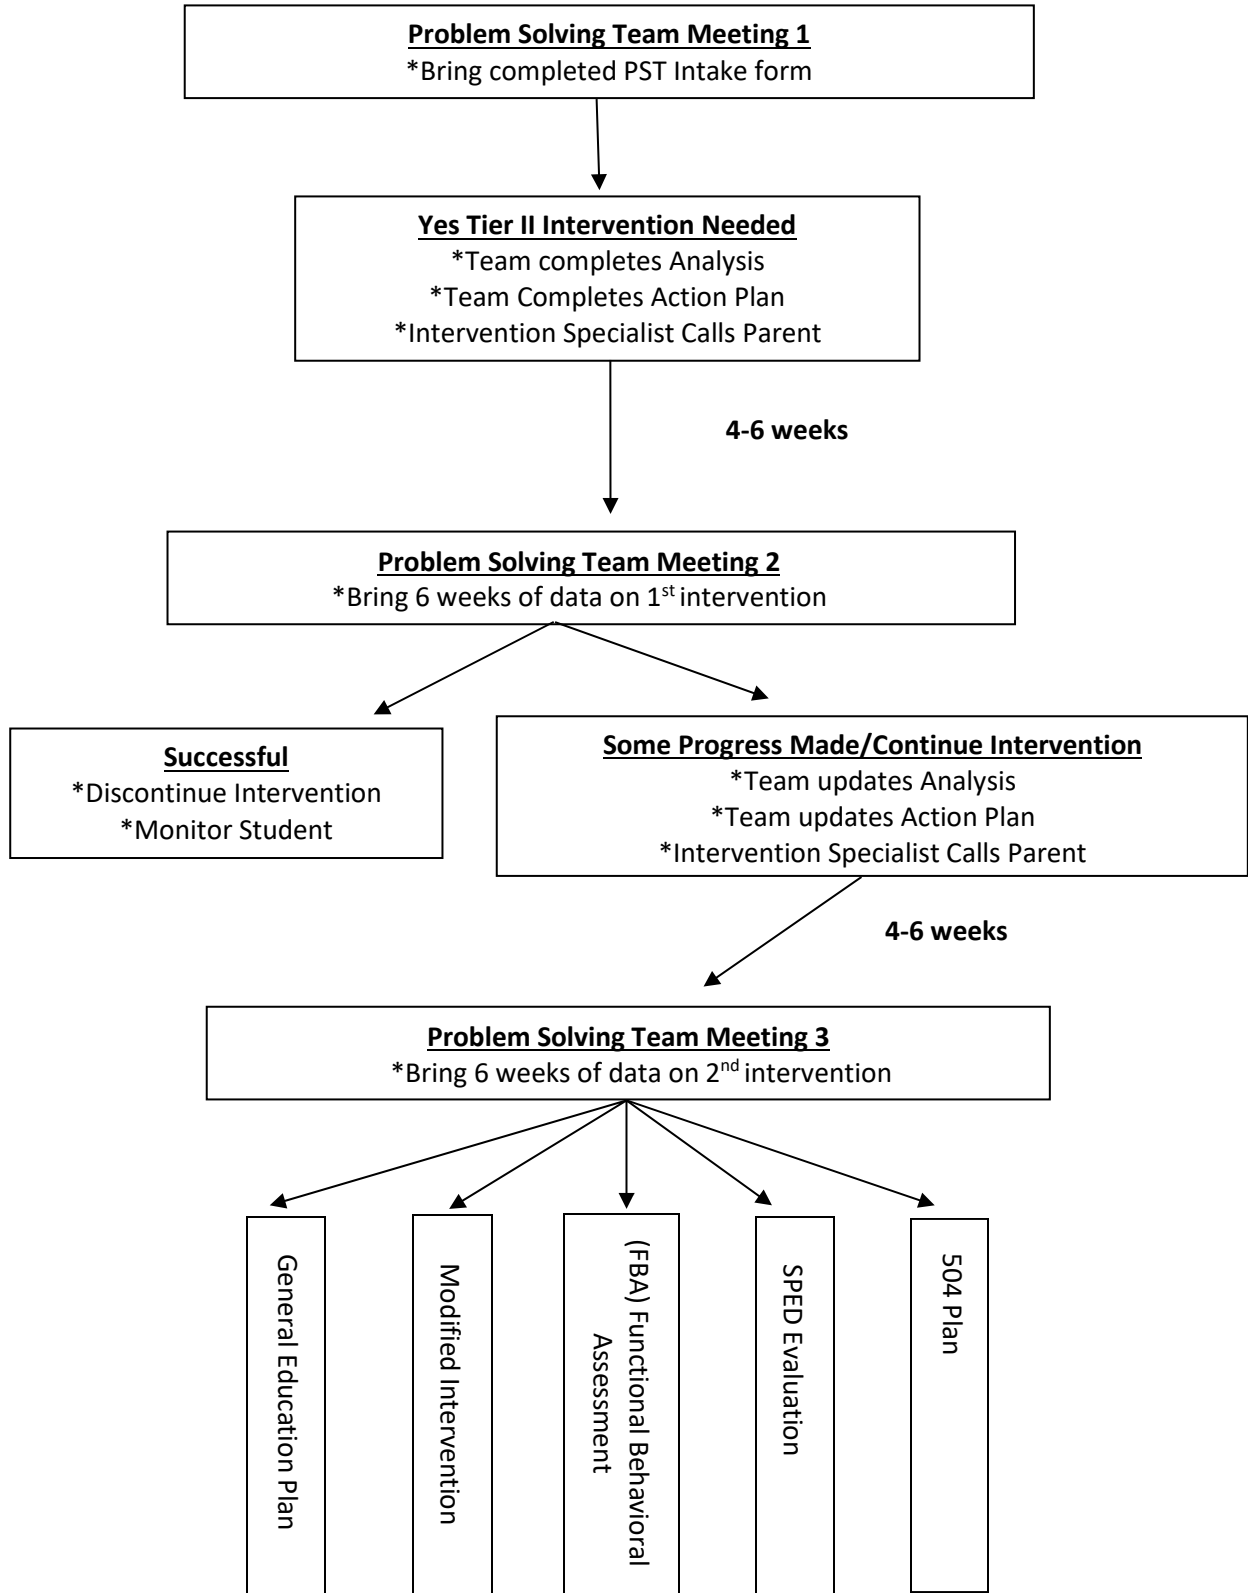 Problem Solving Team Meeting 1
*Bring completed PST Intake form
Yes Tier II Intervention Needed
*Team completes Analysis
*Team Completes Action Plan
*Intervention Specialist Calls Parent
4-6 weeks
Problem Solving Team Meeting 2
*Bring 6 weeks of data on 1st intervention
Successful
*Discontinue Intervention
*Monitor Student
Some Progress Made/Continue Intervention
*Team updates Analysis
*Team updates Action Plan
*Intervention Specialist Calls Parent
4-6 weeks
Problem Solving Team Meeting 3
*Bring 6 weeks of data on 2nd intervention
General Education Plan
Modified Intervention
(FBA) Functional Behavioral
Assessment
SPED Evaluation
504 Plan